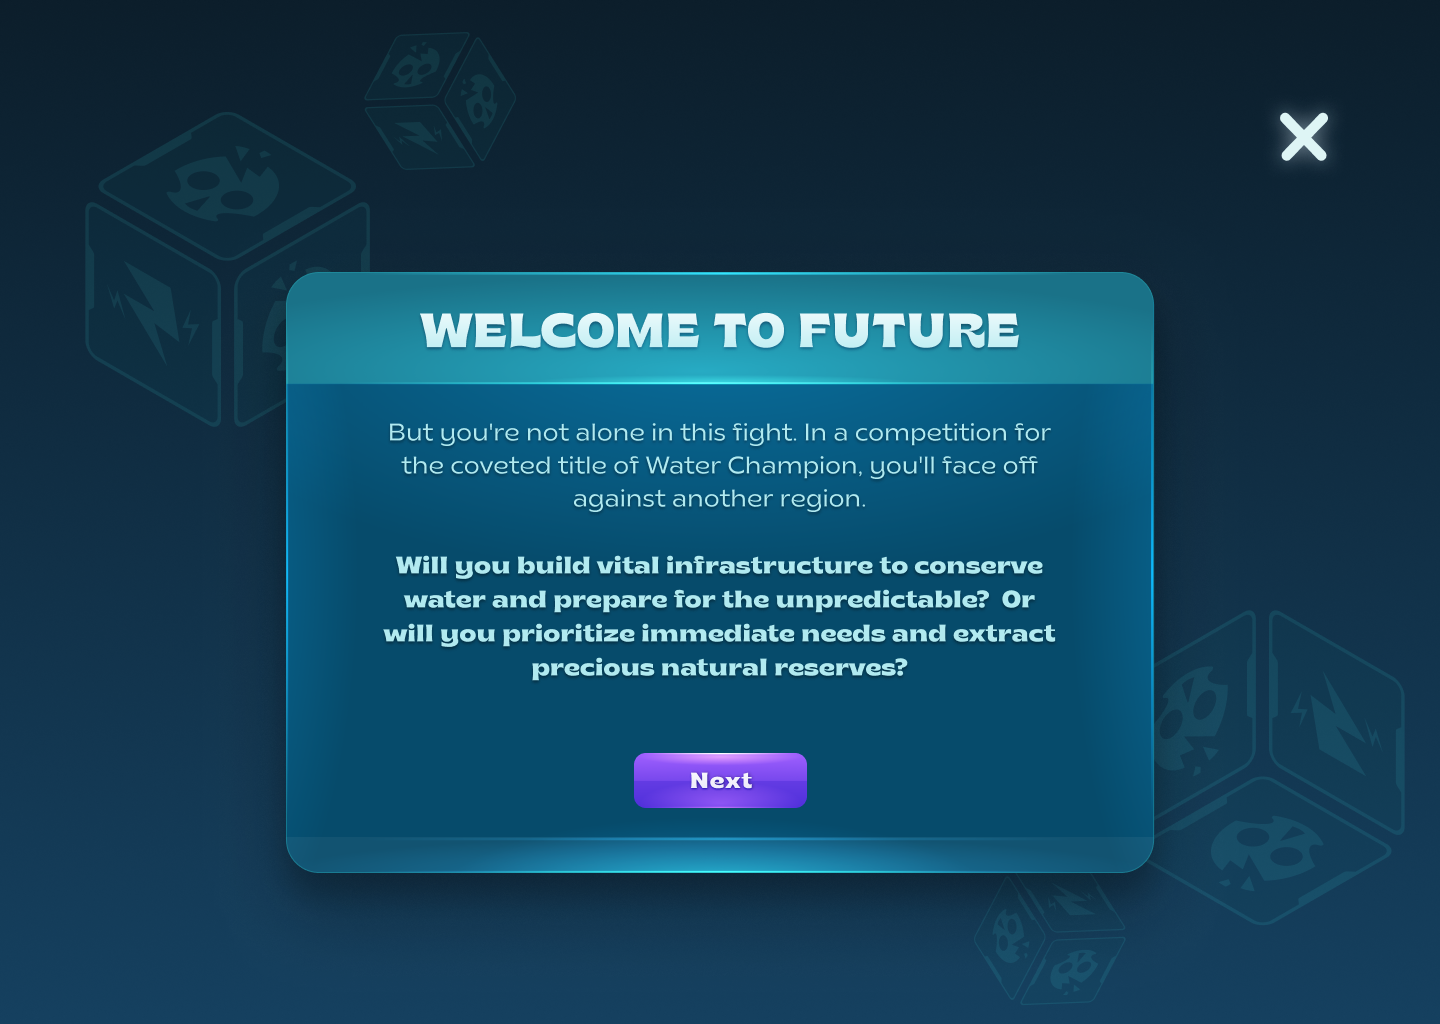 WELCOME TO FUTURE
But you're not alone in this fight. In a competition for
the coveted title of Water Champion, you'll face off
against another region.
Will you build vital infrastructure to conserve
water and prepare for the unpredictable?  Or
will you prioritize immediate needs and extract
precious natural reserves?
Next